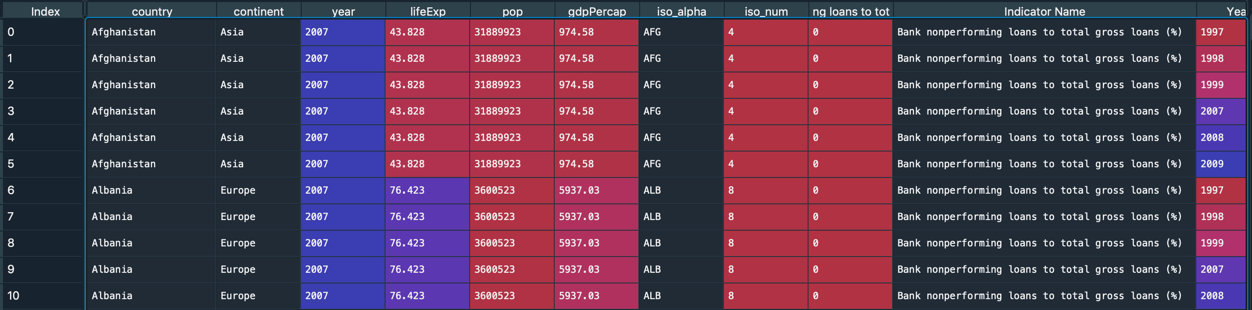 Index country continent year lifeExp pop gdpPercap iso_alpha iso_num ng loans to tot Indicator Name Yea
0 Afghanistan Asia 2007 43.828 31889923 974.58 AFG 4 0 Bank nonperforming loans to total gross loans (%) 1997
1 Afghanistan Asia 2007 43.828 31889923 974.58 AFG 4 0 Bank nonperforming loans to total gross loans (%) 1998
2 Afghanistan Asia 2007 43.828 31889923 974.58 AFG 4 0 Bank nonperforming loans to total gross loans (%) 1999
3 Afghanistan Asia 2007 43.828 31889923 974.58 AFG 4 0 Bank nonperforming loans to total gross loans (%) 2007
4 Afghanistan Asia 2007 43.828 31889923 974.58 AFG 4 0 Bank nonperforming loans to total gross loans (%) 2008
5 Afghanistan Asia 2007 43.828 31889923 974.58 AFG 4 0 Bank nonperforming loans to total gross loans (%) 2009
6 Albania Europe 2007 76.423 3600523 5937.03 ALB 8 0 Bank nonperforming loans to total gross loans (%) 1997
7 Albania Europe 2007 76.423 3600523 5937.03 ALB 8 0 Bank nonperforming loans to total gross loans (%) 1998
8 Albania Europe 2007 76.423 3600523 5937.03 ALB 8 0 Bank nonperforming loans to total gross loans (%) 1999
9 Albania Europe 2007 76.423 3600523 5937.03 ALB 8 0 Bank nonperforming loans to total gross loans (%) 2007
10 Albania Europe 2007 76.423 3600523 5937.03 ALB 8 0 Bank nonperforming loans to total gross loans (%) 2008